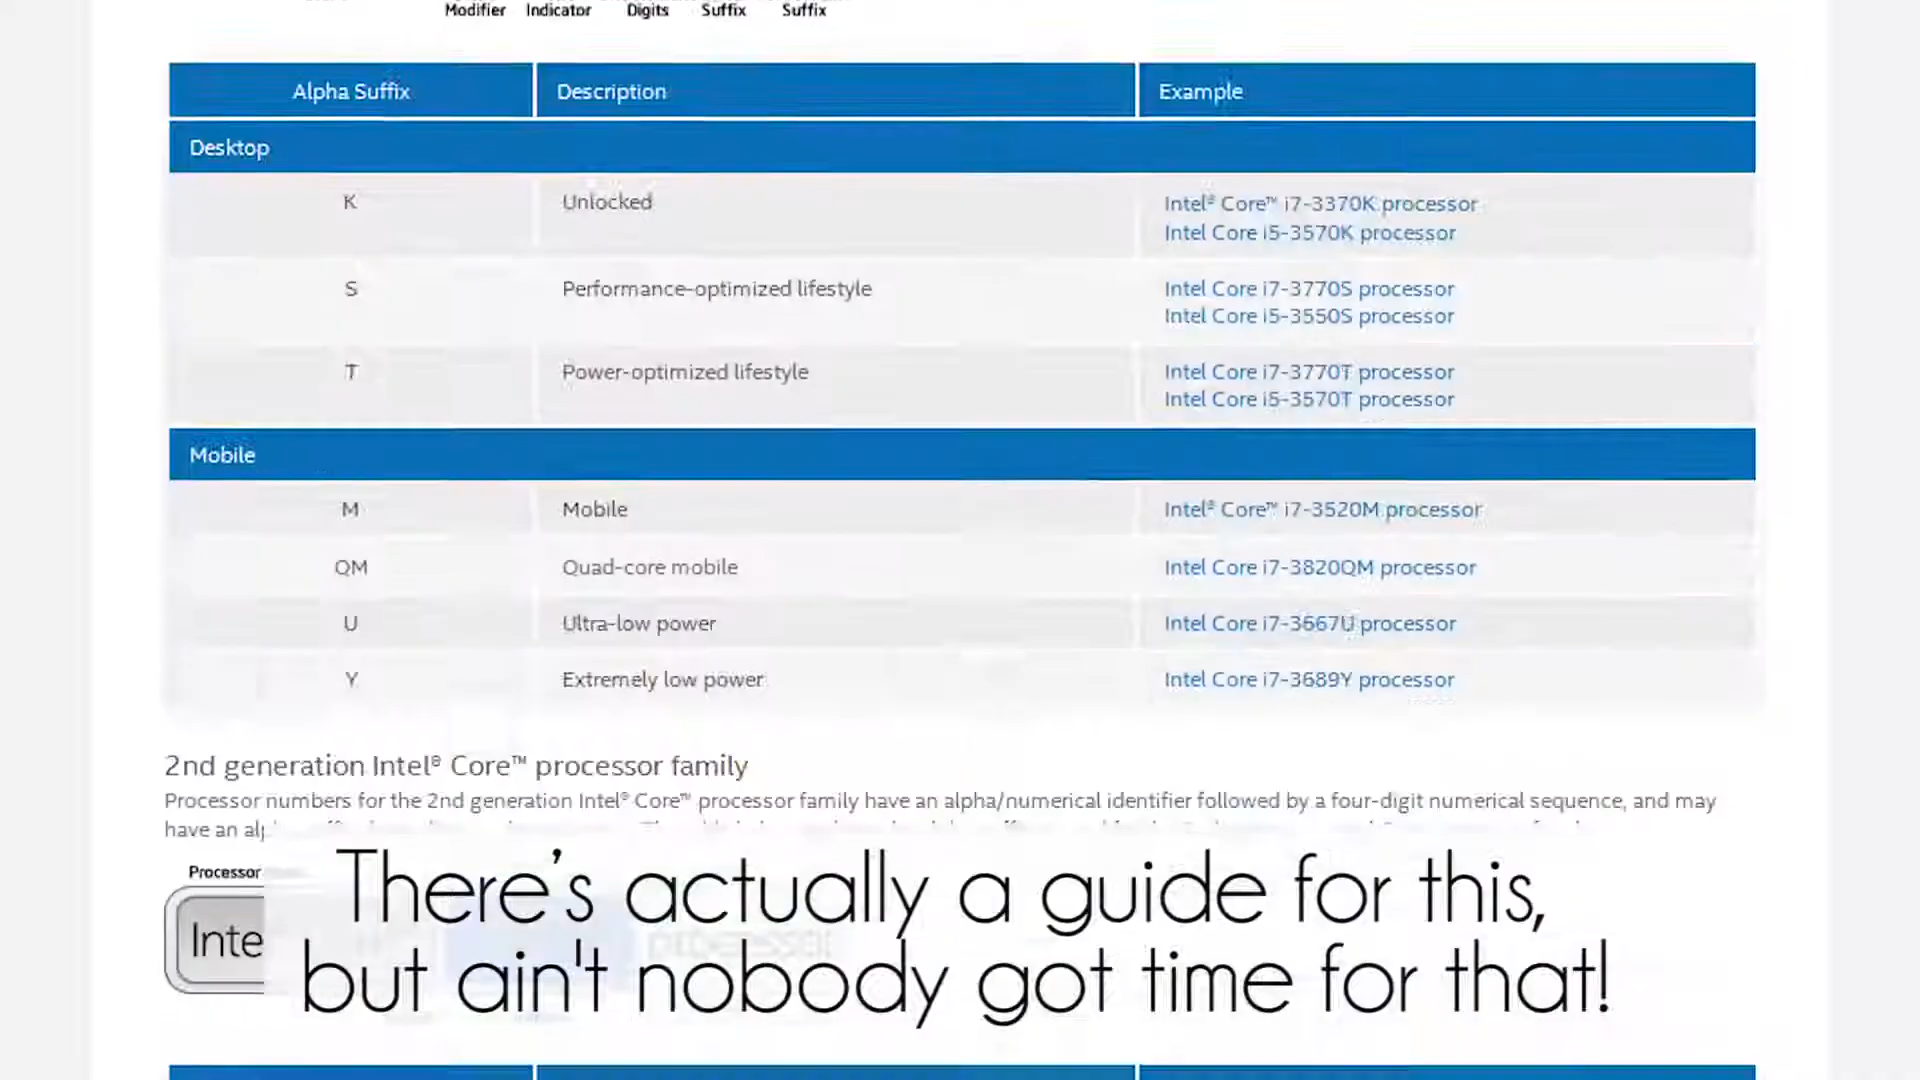 Modifier Indicator Digits Suffix Suffix
Alpha Suffix Description Example
Desktop
K Unlocked Intel® Core™ i7-3370K processor
Intel Core i5-3570K processor
S Performance-optimized lifestyle Intel Core i7-3770S processor
Intel Core i5-3550S processor
T Power-optimized lifestyle Intel Core i7-3770T processor
Intel Core i5-3570T processor
Mobile
M Mobile Intel® Core™ i7-3520M processor
QM Quad-core mobile Intel Core i7-3820QM processor
U Ultra-low power Intel Core i7-3667U processor
Y Extremely low power Intel Core i7-3689Y processor
2nd generation Intel® Core™ processor family
Processor numbers for the 2nd generation Intel® Core™ processor family have an alpha/numerical identifier followed by a four-digit numerical sequence, and may
have an
Processor
Inte
There's actually a guide for this,
but ain't nobody got time for that!